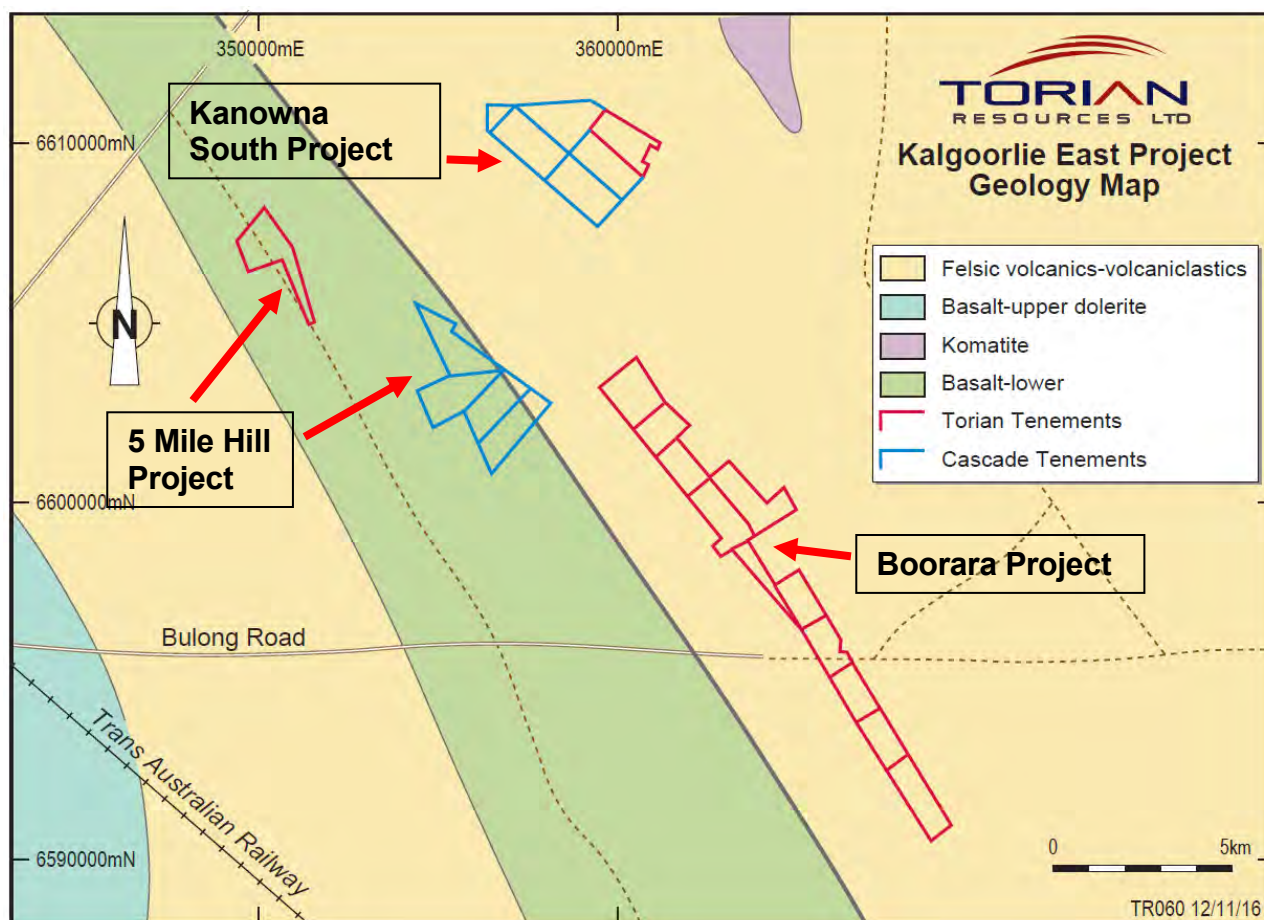 350000mE
360000mE
TORIAN
RESOURCES LTD
Kalgoorlie East Project
Geology Map
Kanowna
South Project
6610000mN
Felsic volcanics-volcaniclastics
Basalt-upper dolerite
Komatite
Basalt-lower
Torian Tenements
Cascade Tenements
N
5 Mile Hill
Project
6600000mN
Boorara Project
Bulong Road
Trans Australian Railway
6590000mN
0 5km
TR060 12/11/16